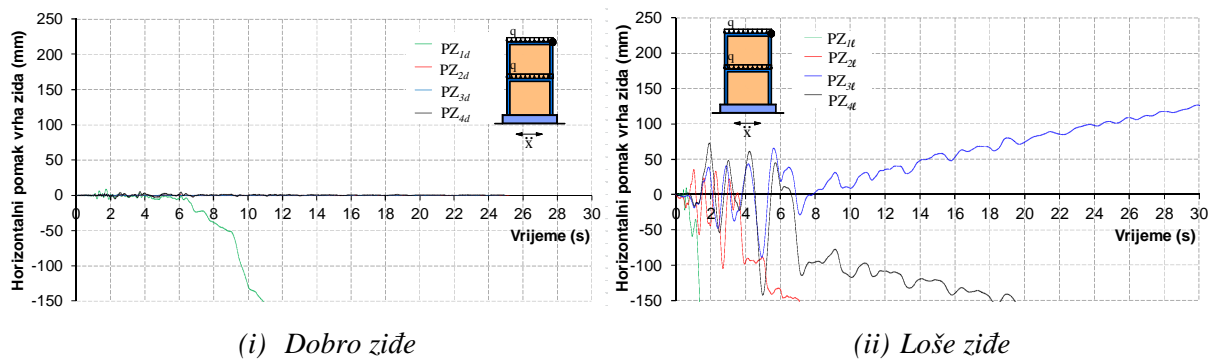 Horizontalni pomak vrha zida (mm)
250
200
150
100
50
0
-50
-100
-150
0 2 4 6 8 10 12 14 16 18 20 22 24 26 28 30
Vrijeme (s)
PZ1d
PZ2d
PZ3d
PZ4d
q
q
ẍ
(i) Dobro ziđe
Horizontalni pomak vrha zida (mm)
250
200
150
100
50
0
-50
-100
-150
0 2 4 6 8 10 12 14 16 18 20 22 24 26 28 30
Vrijeme (s)
q
q
ẍ
PZ1ℓ
PZ2ℓ
PZ3ℓ
PZ4ℓ
(ii) Loše ziđe